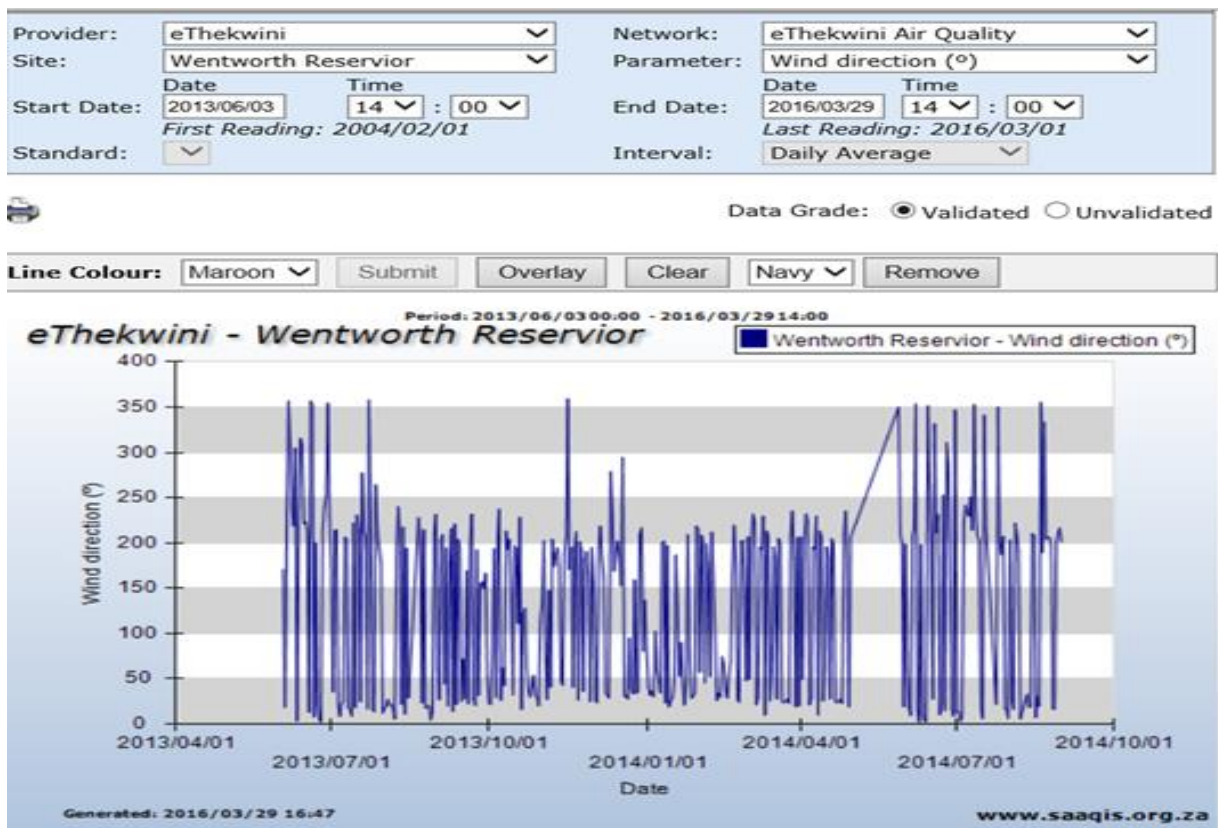 Provider: eThekwini Network: eThekwini Air Quality
Site: Wentworth Reservior Parameter: Wind direction (º)
Date Time Date Time
Start Date: 2013/06/03 14 : 00 End Date: 2016/03/29 14 : 00
First Reading: 2004/02/01 Last Reading: 2016/03/01
Standard: Interval: Daily Average
Data Grade: Validated Unvalidated
Line Colour: Maroon Submit Overlay Clear Navy Remove
Period: 2013/06/03 00:00 - 2016/03/29 14:00
eThekwini - Wentworth Reservior
Wentworth Reservior - Wind direction (º)
400
350
300
250
200
150
100
50
0
Wind direction (º)
2013/04/01 2013/10/01 2014/04/01 2014/10/01
2013/07/01 2014/01/01 2014/07/01
Date
Generated: 2016/03/29 16:47 www.saaqis.org.za